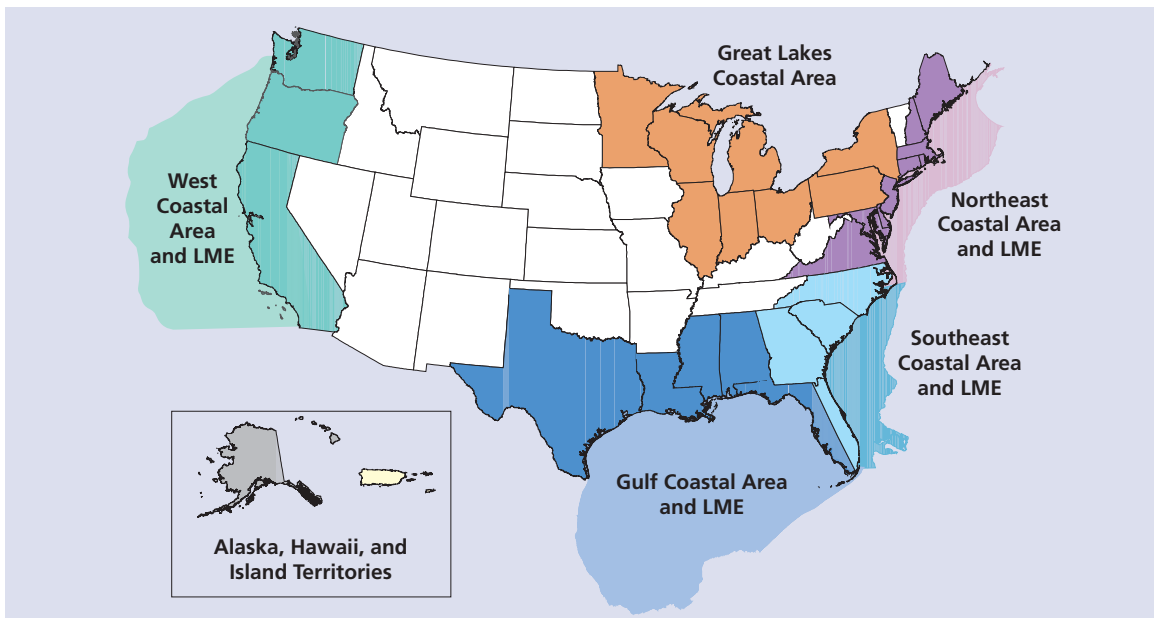 Great Lakes
Coastal Area
West
Coastal
Area
and LME
Northeast
Coastal Area
and LME
Southeast
Coastal Area
and LME
Gulf Coastal Area
and LME
Alaska, Hawaii, and
Island Territories